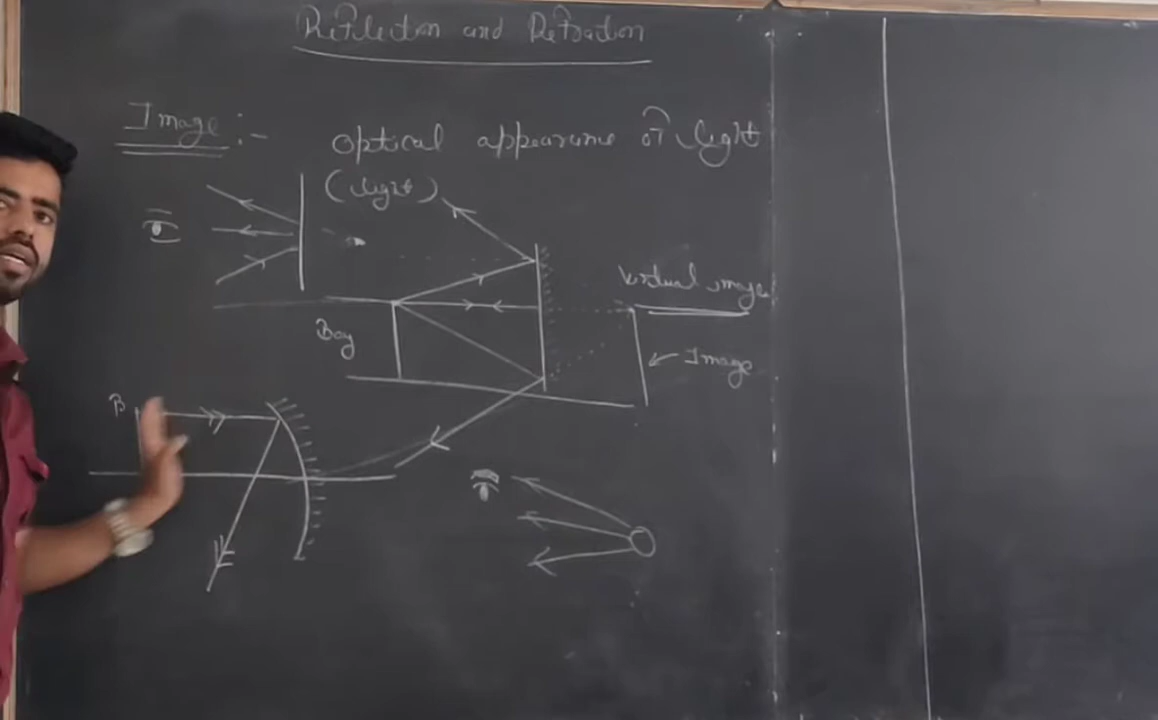 Reflection and Refraction
Image :- optical appearance of light
(light)
Virtual image
Boy
Image
B